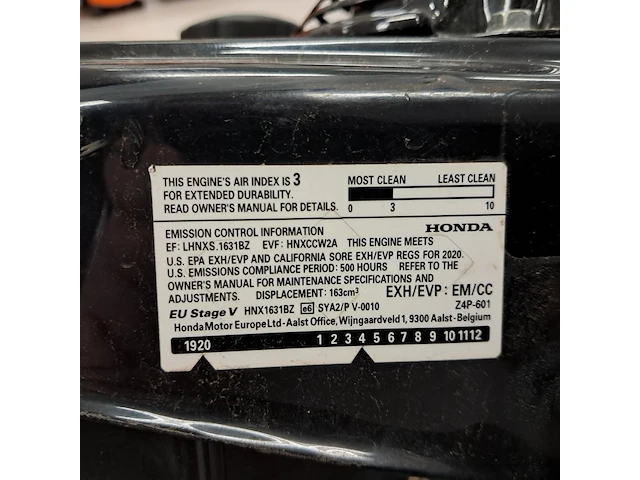 THIS ENGINE'S AIR INDEX IS 3
FOR EXTENDED DURABILITY.
READ OWNER'S MANUAL FOR DETAILS.
MOST CLEAN LEAST CLEAN
0 3 10
EMISSION CONTROL INFORMATION HONDA
EF: LHNXS.1631BZ EVF: HNXCCW2A THIS ENGINE MEETS
U.S. EPA EXH/EVP AND CALIFORNIA SORE EXH/EVP REGS FOR 2020.
U.S. EMISSIONS COMPLIANCE PERIOD: 500 HOURS REFER TO THE
OWNER'S MANUAL FOR MAINTENANCE SPECIFICATIONS AND
ADJUSTMENTS. DISPLACEMENT: 163cm³ EXH/EVP : EM/CC
EU Stage V HNX1631BZ e6 SYA2/P V-0010 Z4P-601
Honda Motor Europe Ltd - Aalst Office, Wijngaardveld 1, 9300 Aalst - Belgium
1920 1 2 3 4 5 6 7 8 9 10 11 12